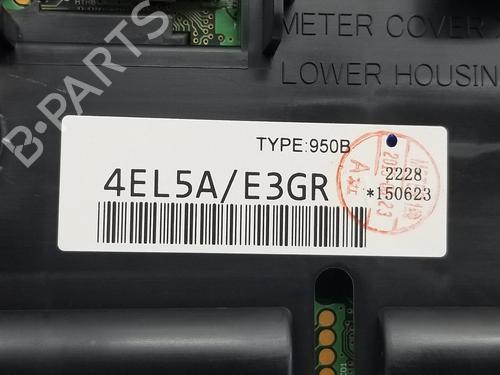 METER COVER
LOWER HOUSIN
B-PARTS
TYPE:950B
4EL5A/E3GR
2228
*150623